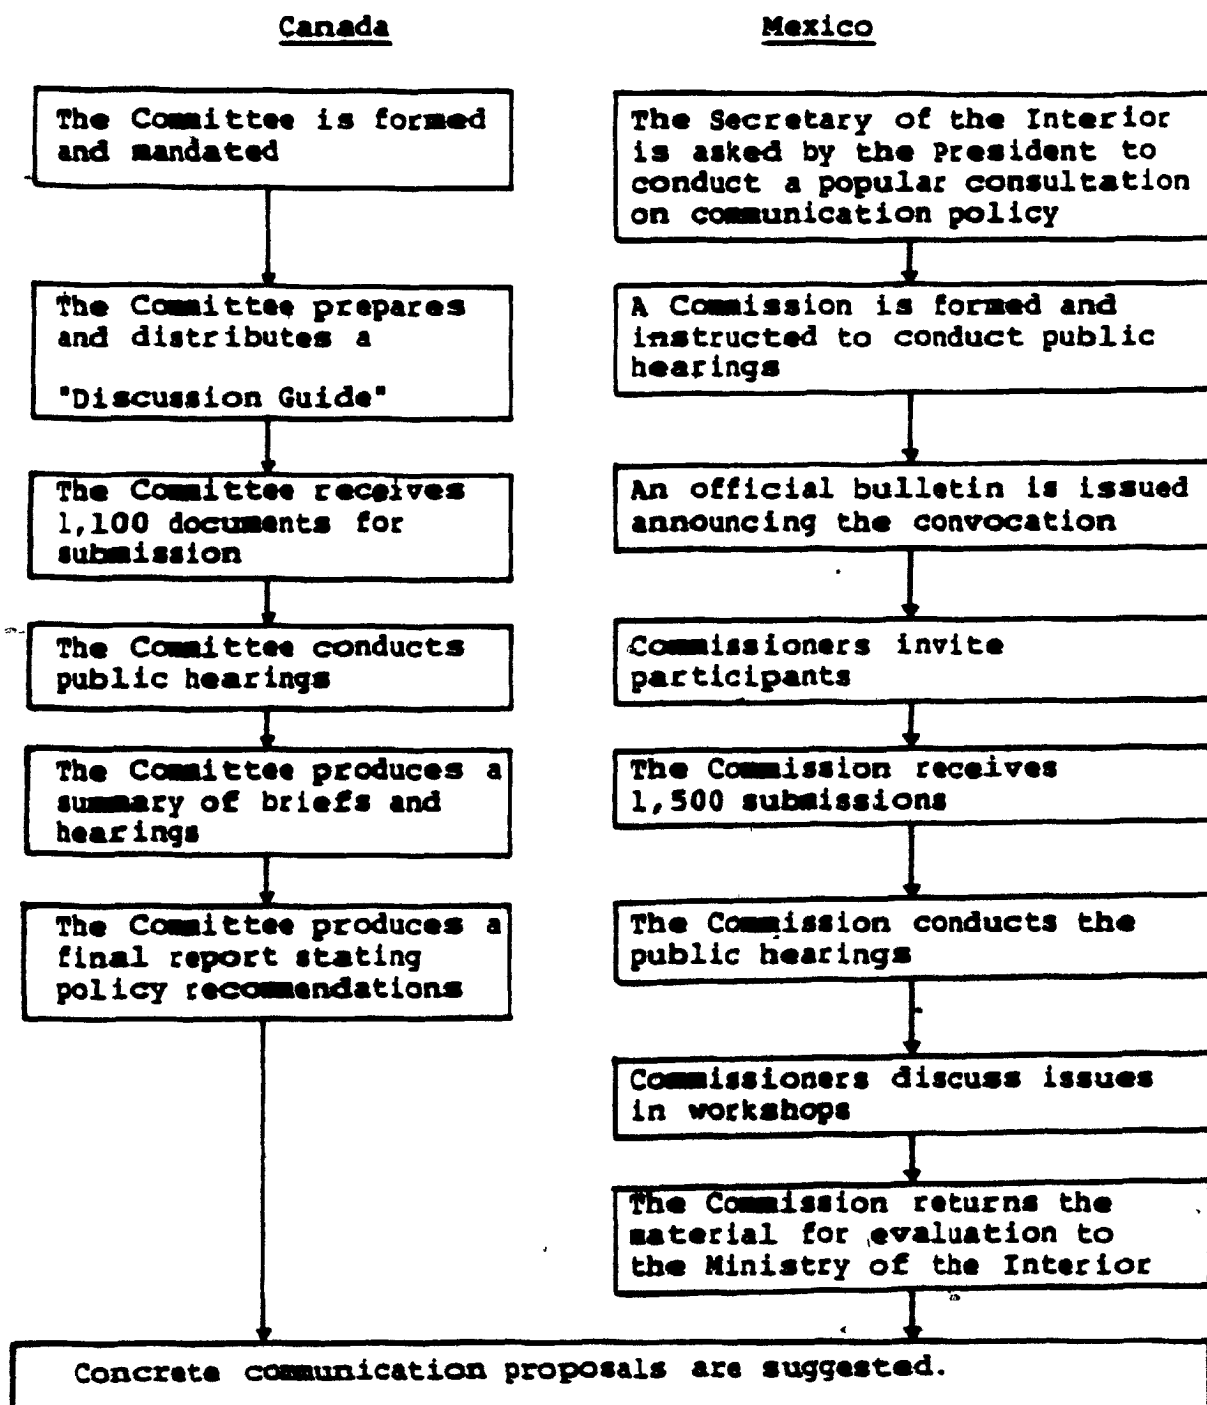 Canada
The Committee is formed
and mandated
The Committee prepares
and distributes a
"Discussion Guide"
The Committee receives
1,100 documents for
submission
The Committee conducts
public hearings
The Committee produces a
summary of briefs and
hearings
The Committee produces a
final report stating
policy recommendations
Mexico
The Secretary of the Interior
is asked by the President to
conduct a popular consultation
on communication policy
A Commission is formed and
instructed to conduct public
hearings
An official bulletin is issued
announcing the convocation
Commissioners invite
participants
The Commission receives
1,500 submissions
The Commission conducts the
public hearings
Commissioners discuss issues
in workshops
The Commission returns the
material for evaluation to
the Ministry of the Interior
Concrete communication proposals are suggested.